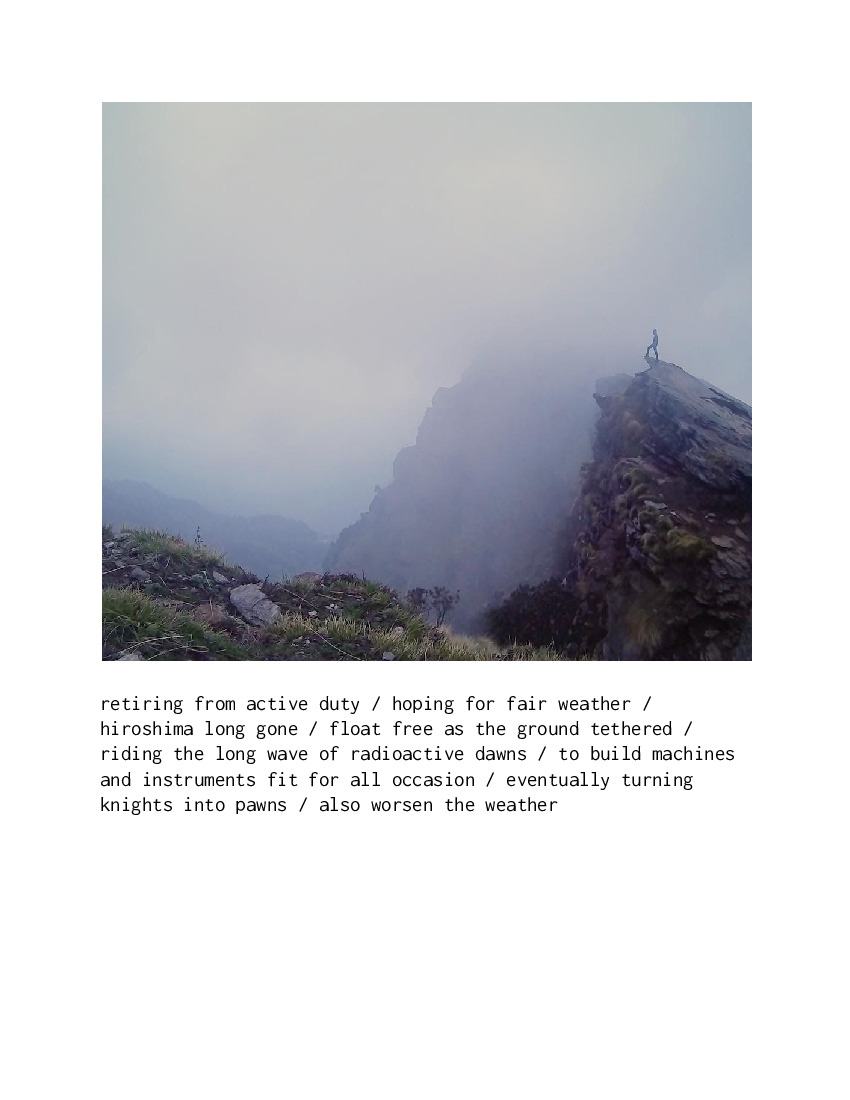 retiring from active duty / hoping for fair weather /
hiroshima long gone / float free as the ground tethered /
riding the long wave of radioactive dawns / to build machines
and instruments fit for all occasion / eventually turning
knights into pawns / also worsen the weather